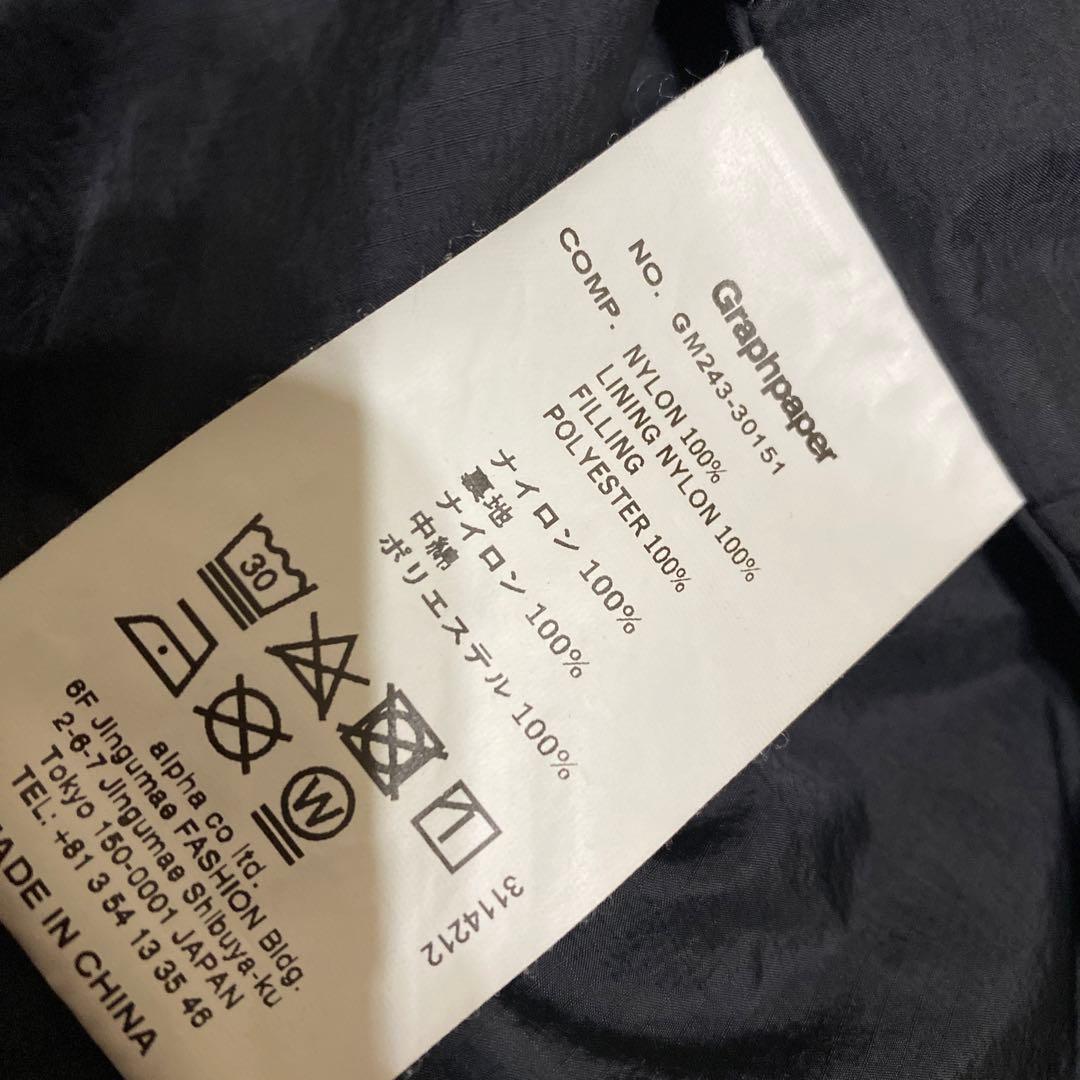 Graphpaper
NO. GM243-30151
COMP. NYLON 100%
LINING NYLON 100%
FILLING
POLYESTER 100%
ナイロン 100%
裏地
ナイロン 100%
中綿
ポリエステル 100%
30
W
3114212
alpha co ltd.
6F Jingumae FASHION Bldg.
2-6-7 Jingumae Shibuya-ku
Tokyo 150-0001 JAPAN
TEL: +81 3 54 13 35 46
MADE IN CHINA